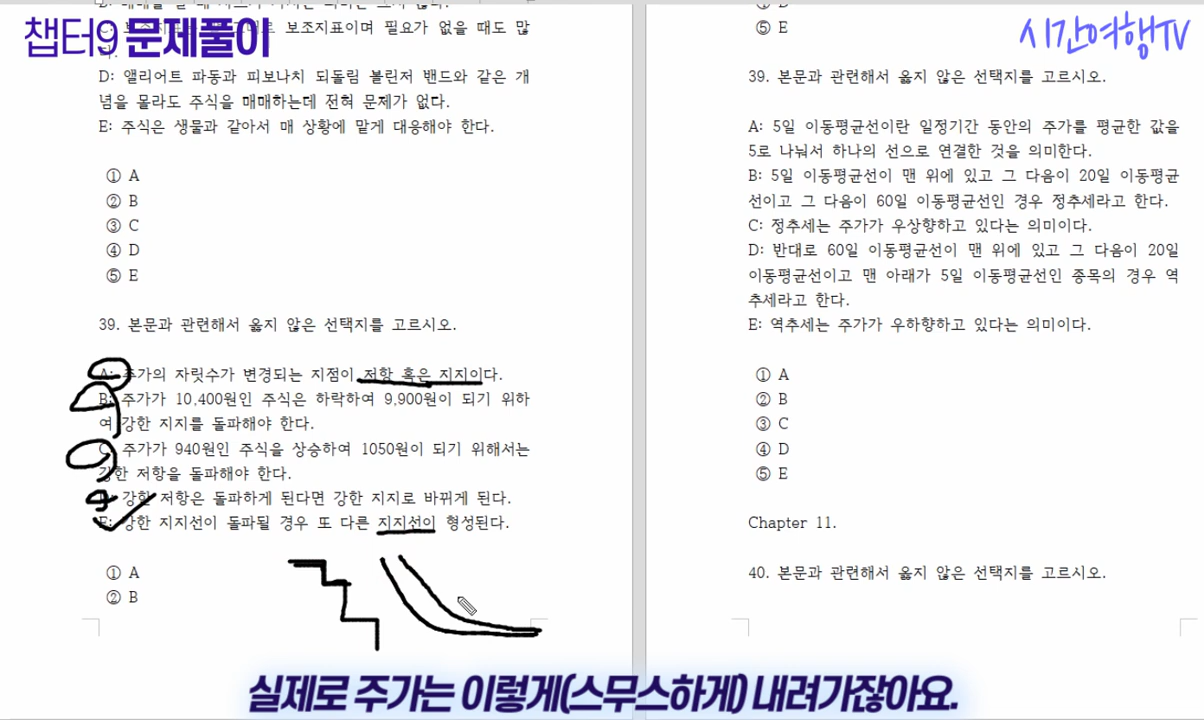 챕터9 문제풀이
시간여행TV
D: 앨리어트 파동과 피보나치 되돌림 볼린저 밴드와 같은 개
념을 몰라도 주식을 매매하는데 전혀 문제가 없다.
E: 주식은 생물과 같아서 매 상황에 맡게 대응해야 한다.
① A
② B
③ C
④ D
⑤ E
39. 본문과 관련해서 옳지 않은 선택지를 고르시오.
A: 주가의 자릿수가 변경되는 지점이 저항 혹은 지지이다.
B: 주가가 10,400원인 주식은 하락하여 9,900원이 되기 위하
여 강한 지지를 돌파해야 한다.
C: 주가가 940원인 주식을 상승하여 1050원이 되기 위해서는
강한 저항을 돌파해야 한다.
D: 강한 저항은 돌파하게 된다면 강한 지지로 바뀌게 된다.
E: 강한 지지선이 돌파될 경우 또 다른 지지선이 형성된다.
① A
② B
① D
⑤ E
39. 본문과 관련해서 옳지 않은 선택지를 고르시오.
A: 5일 이동평균선이란 일정기간 동안의 주가를 평균한 값을
5로 나눠서 하나의 선으로 연결한 것을 의미한다.
B: 5일 이동평균선이 맨 위에 있고 그 다음이 20일 이동평균
선이고 그 다음이 60일 이동평균선인 경우 정추세라고 한다.
C: 정추세는 주가가 우상향하고 있다는 의미이다.
D: 반대로 60일 이동평균선이 맨 위에 있고 그 다음이 20일
이동평균선이고 맨 아래가 5일 이동평균선인 종목의 경우 역
추세라고 한다.
E: 역추세는 주가가 우하향하고 있다는 의미이다.
① A
② B
③ C
④ D
⑤ E
Chapter 11.
40. 본문과 관련해서 옳지 않은 선택지를 고르시오.
실제로 주가는 이렇게(스무스하게) 내려가잖아요.